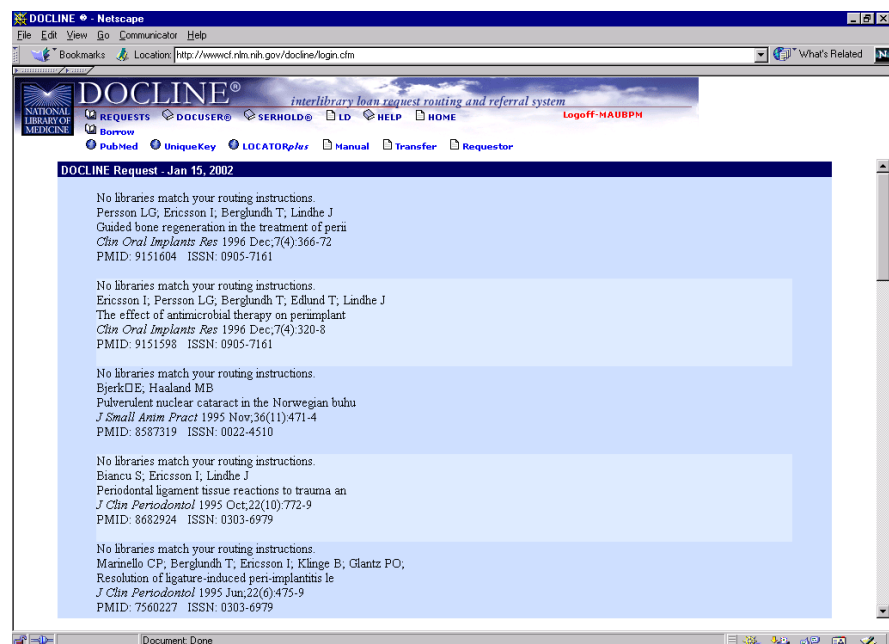 DOCLINE ® - Netscape
File Edit View Go Communicator Help
Bookmarks Location: http://wwwcf.nlm.nih.gov/docline/login.cfm What's Related
NATIONAL LIBRARY OF MEDICINE
DOCLINE®
interlibrary loan request routing and referral system
REQUESTS DOCUSER® SERHOLD® LD HELP HOME Logoff-MAUBPM
Borrow
PubMed UniqueKey LOCATORplus Manual Transfer Requestor
DOCLINE Request - Jan 15, 2002
No libraries match your routing instructions.
Persson LG; Ericsson I; Berglundh T; Lindhe J
Guided bone regeneration in the treatment of perii
Clin Oral Implants Res 1996 Dec;7(4):366-72
PMID: 9151604 ISSN: 0905-7161
No libraries match your routing instructions.
Ericsson I; Persson LG; Berglundh T; Edlund T; Lindhe J
The effect of antimicrobial therapy on periimplant
Clin Oral Implants Res 1996 Dec;7(4):320-8
PMID: 9151598 ISSN: 0905-7161
No libraries match your routing instructions.
Bjerk□E; Haaland MB
Pulverulent nuclear cataract in the Norwegian buhu
J Small Anim Pract 1995 Nov;36(11):471-4
PMID: 8587319 ISSN: 0022-4510
No libraries match your routing instructions.
Biancu S; Ericsson I; Lindhe J
Periodontal ligament tissue reactions to trauma an
J Clin Periodontol 1995 Oct;22(10):772-9
PMID: 8682924 ISSN: 0303-6979
No libraries match your routing instructions.
Marinello CP; Berglundh T; Ericsson I; Klinge B; Glantz PO;
Resolution of ligature-induced peri-implantitis le
J Clin Periodontol 1995 Jun;22(6):475-9
PMID: 7560227 ISSN: 0303-6979
Document: Done